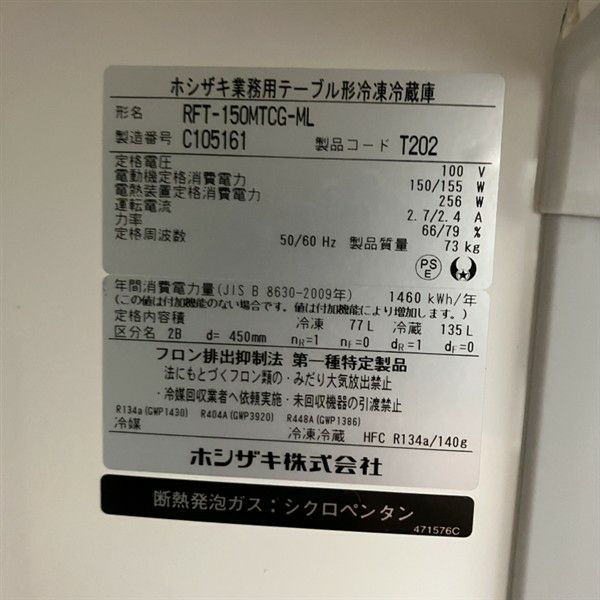 ホシザキ業務用テーブル形冷凍冷蔵庫
形名 RFT-150MTCG-ML
製造番号 C105161 製品コード T202
定格電圧 100 V
電動機定格消費電力 150/155 W
電熱装置定格消費電力 256 W
運転電流 2.7/2.4 A
力率 66/79 %
定格周波数 50/60 Hz 製品質量 73 kg
PS
E
年間消費電力量(JIS B 8630-2009年) 1460 kWh/年
(この値は付加機能のない場合です。値は付加機能により増加します。)
定格内容積 冷凍 77L 冷蔵 135L
区分名 2B d= 450mm nR=1 nF=0 dR=1 dF=0
フロン排出抑制法 第一種特定製品
法にもとづくフロン類の・みだり大気放出禁止
・冷媒回収業者へ依頼実施・未回収機器の引渡禁止
R134a(GWP1430) R404A(GWP3920) R448A(GWP1386)
冷媒 冷凍冷蔵 HFC R134a/140g
ホシザキ株式会社
断熱発泡ガス：シクロペンタン
471576C